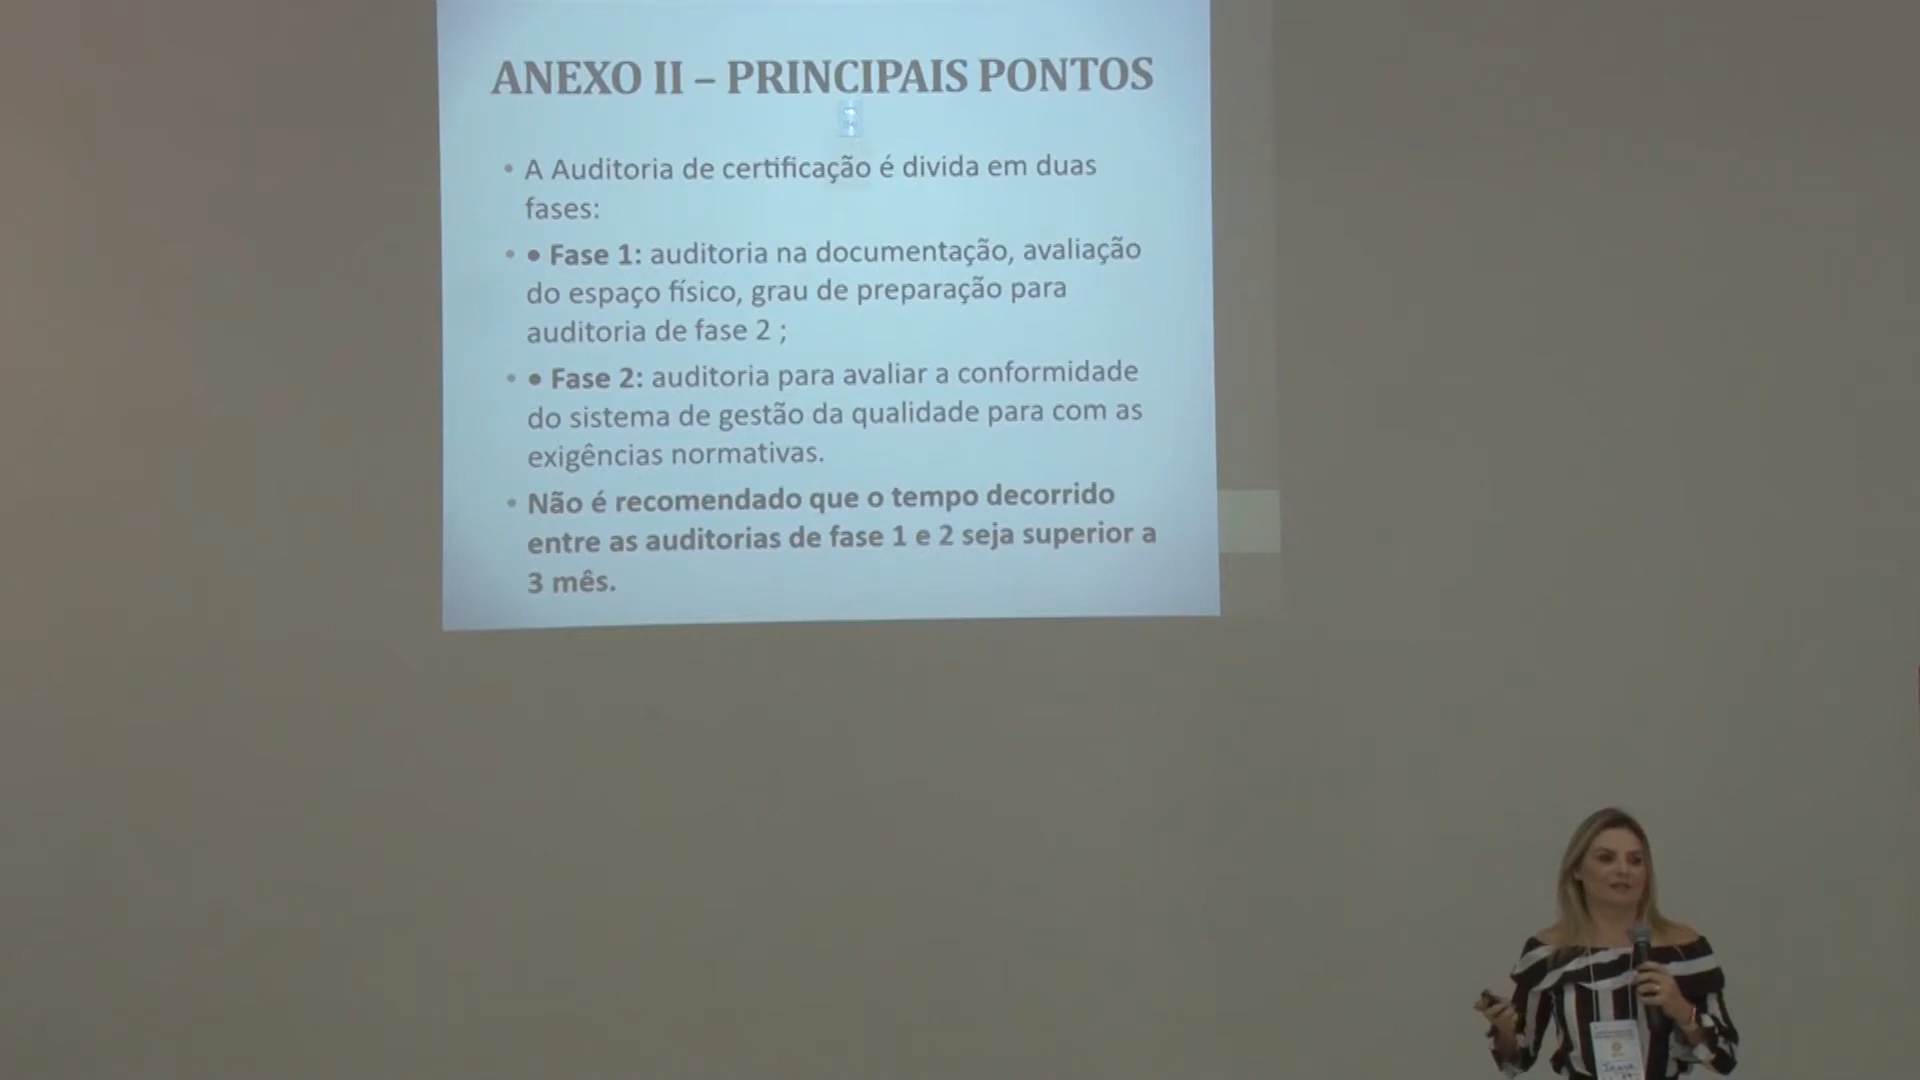 ANEXO II – PRINCIPAIS PONTOS
• A Auditoria de certificação é divida em duas
fases:
• • Fase 1: auditoria na documentação, avaliação
do espaço físico, grau de preparação para
auditoria de fase 2 ;
• • Fase 2: auditoria para avaliar a conformidade
do sistema de gestão da qualidade para com as
exigências normativas.
• Não é recomendado que o tempo decorrido
entre as auditorias de fase 1 e 2 seja superior a
3 mês.